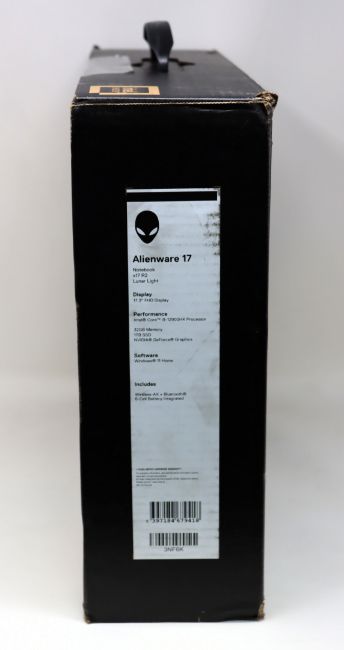 Alienware 17
Notebook
x17 R2
Lunar Light
Display
17.3" FHD Display
Performance
Intel® Core™ i9-12900HK Processor
32GB Memory
1TB SSD
NVIDIA® GeForce® Graphics
Software
Windows® 11 Home
Includes
Wireless-AX + Bluetooth®
6-Cell Battery Integrated
397184 679418
3NF6K